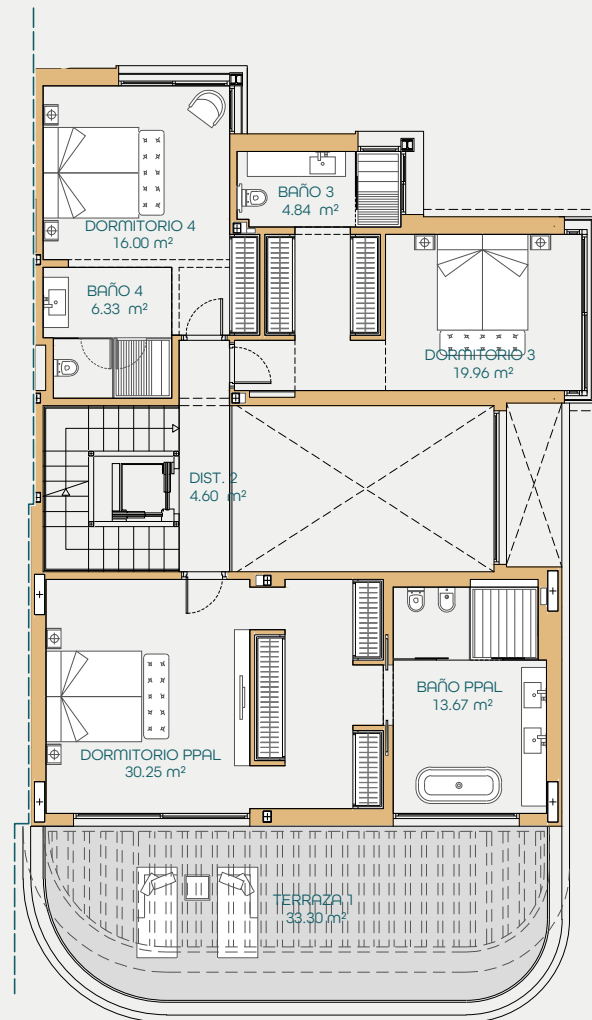 BAÑO 3
4.84 m²
DORMITORIO 4
16.00 m²
BAÑO 4
6.33 m²
DORMITORIO 3
19.96 m²
DIST. 2
4.60 m²
BAÑO PPAL
13.67 m²
DORMITORIO PPAL
30.25 m²
TERRAZA 1
33.30 m²